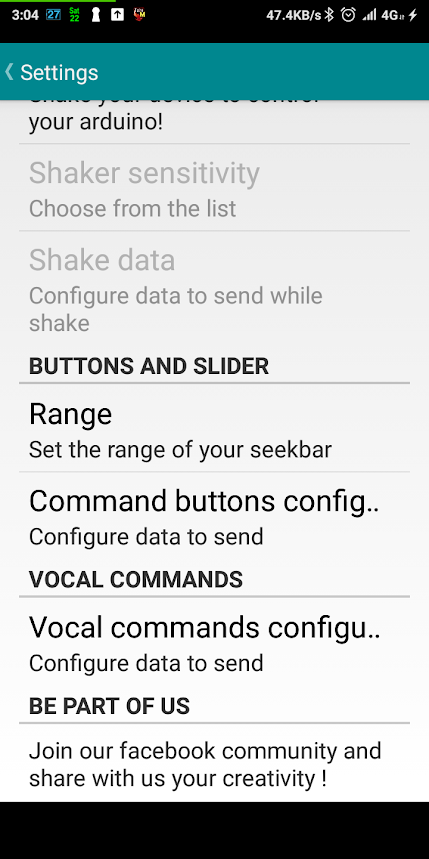 3:04 27 Sat 22 47.4KB/s 4G
Settings
Shake your device to control
your arduino!
Shaker sensitivity
Choose from the list
Shake data
Configure data to send while
shake
BUTTONS AND SLIDER
Range
Set the range of your seekbar
Command buttons config..
Configure data to send
VOCAL COMMANDS
Vocal commands configu..
Configure data to send
BE PART OF US
Join our facebook community and
share with us your creativity !